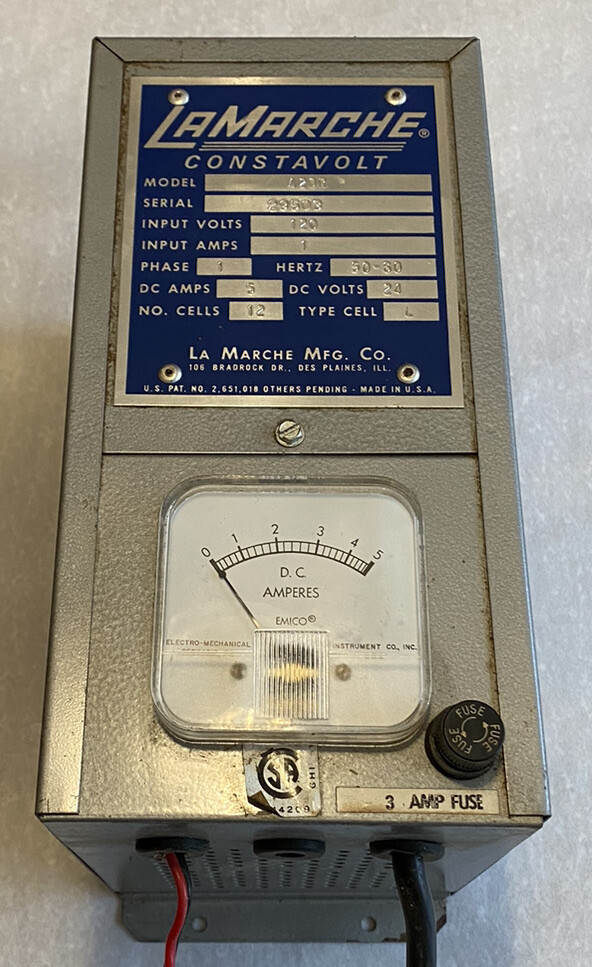 LAMARCHE®
CONSTAVOLT
MODEL
SERIAL
INPUT VOLTS 120
INPUT AMPS 1
PHASE 1 HERTZ 50-60
DC AMPS 5 DC VOLTS 24
NO. CELLS 12 TYPE CELL L
LA MARCHE MFG. CO.
106 BRADROCK DR., DES PLAINES, ILL.
U.S. PAT. NO. 2,651,018 OTHERS PENDING - MADE IN U.S.A.
0 1 2 3 4 5
D.C.
AMPERES
EMICO®
ELECTRO-MECHANICAL INSTRUMENT CO., INC.
FUSE FUSE FUSE
SA
3 AMP FUSE